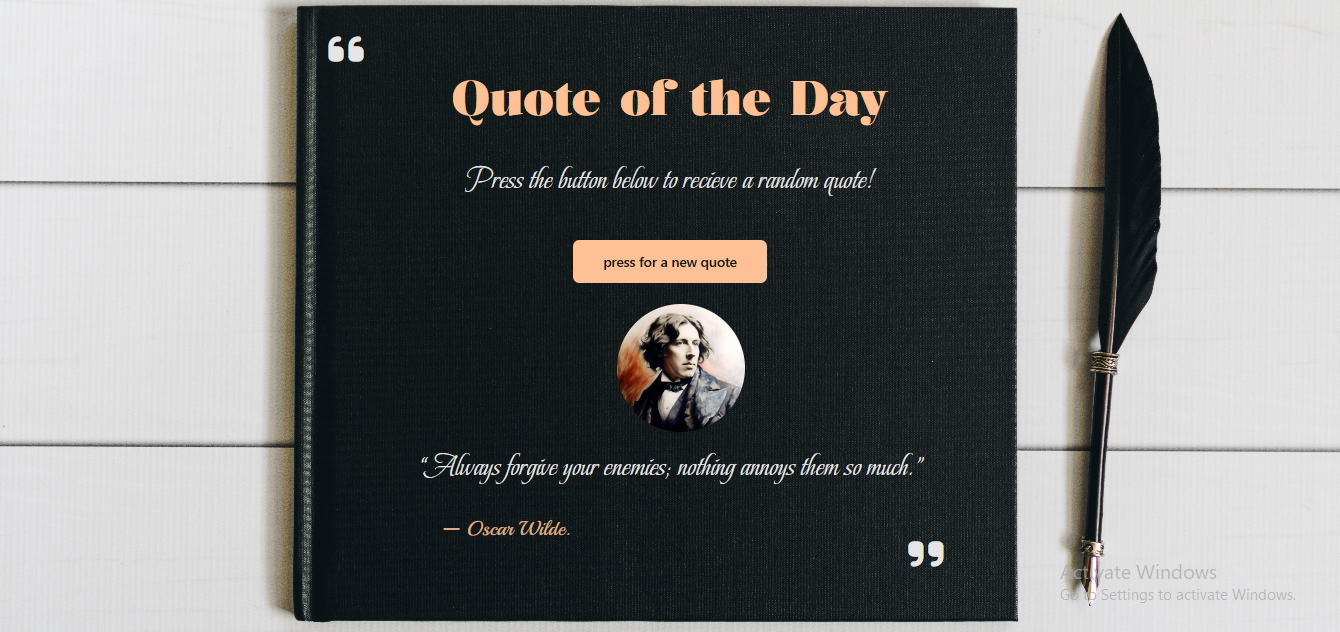 “
Quote of the Day
Press the button below to recieve a random quote!
press for a new quote
“Always forgive your enemies; nothing annoys them so much.”
— Oscar Wilde.
”
Activate Windows
Go to Settings to activate Windows.